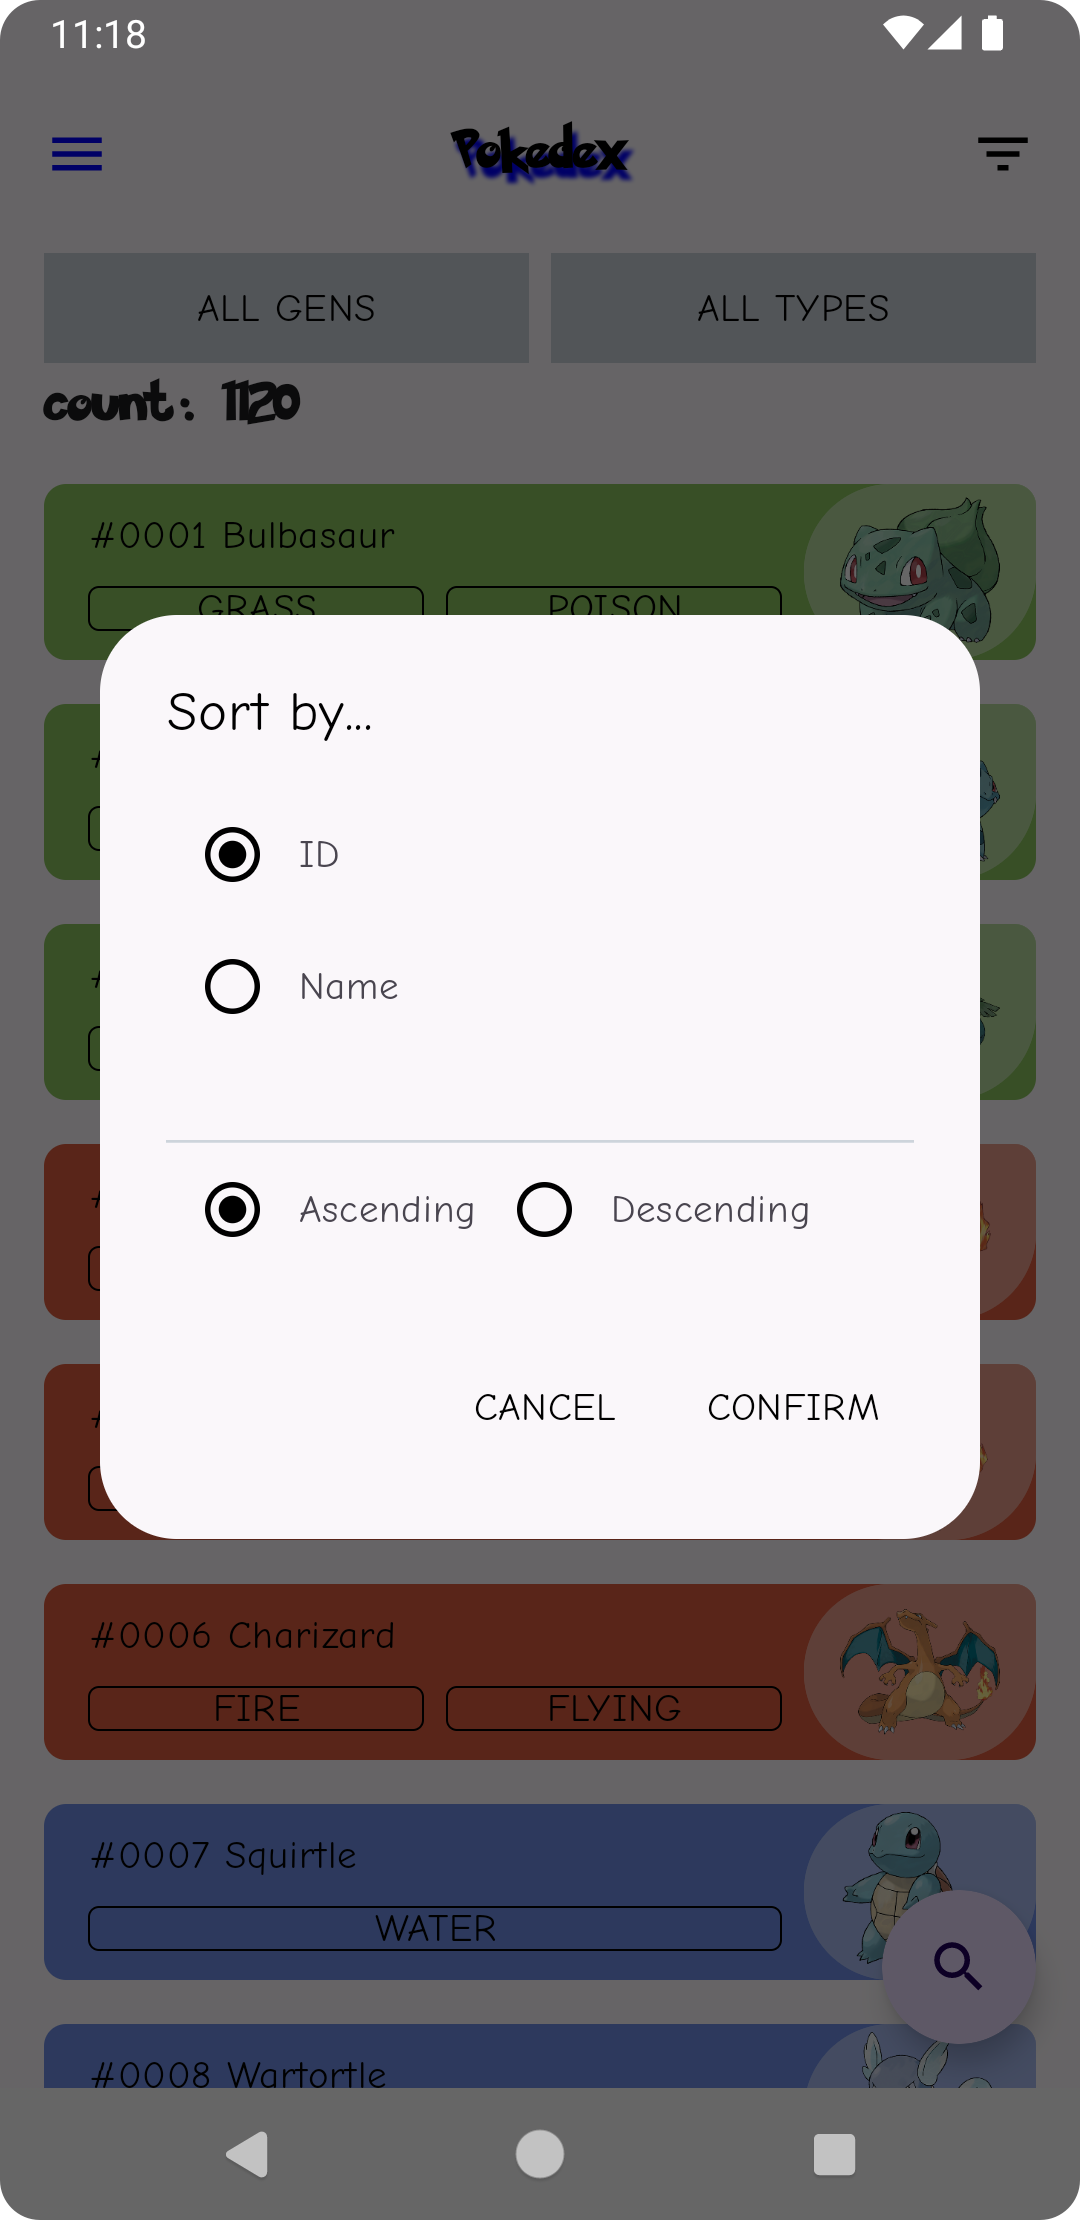 11:18
Pokedex
ALL GENS
ALL TYPES
count: 1120
#0001 Bulbasaur
GRASS
POISON
Sort by...
ID
Name
Ascending
Descending
CANCEL
CONFIRM
#0006 Charizard
FIRE
FLYING
#0007 Squirtle
WATER
#0008 Wartortle